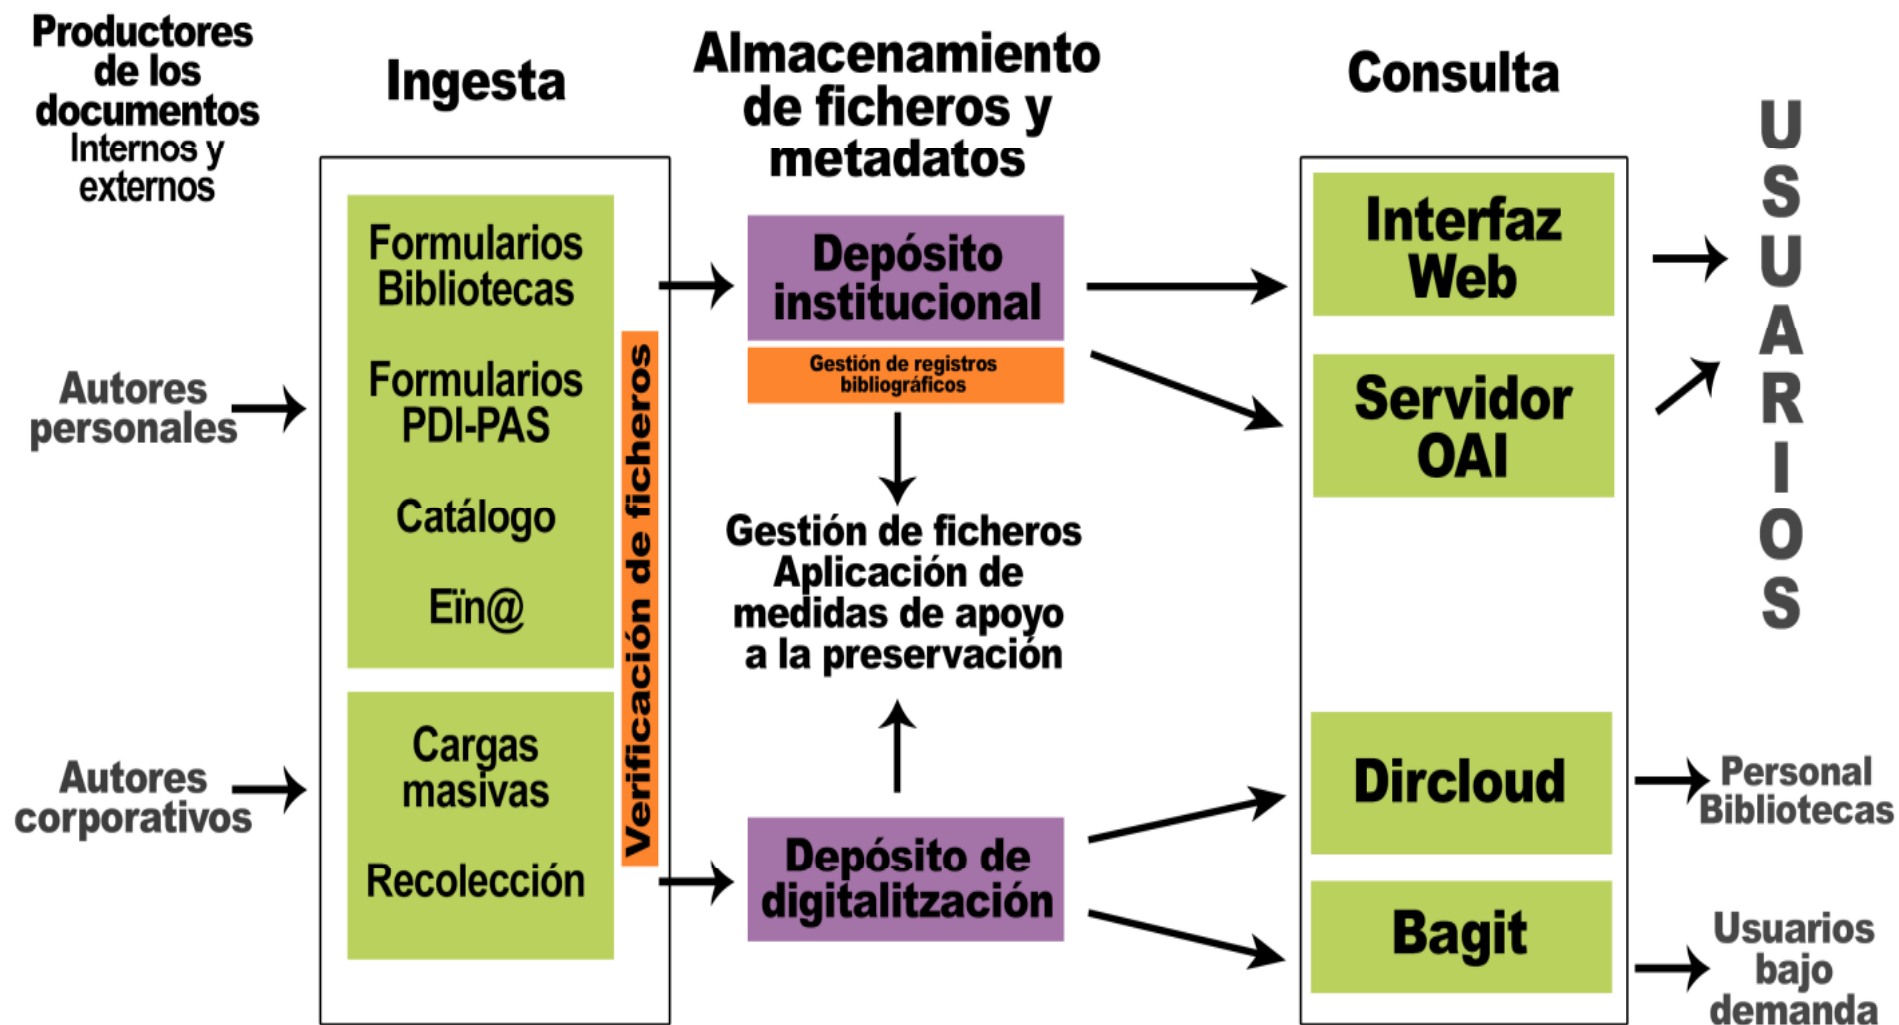 Productores
de los
documentos
Internos y
externos
Autores
personales
Autores
corporativos
Ingesta
Formularios
Bibliotecas
Formularios
PDI-PAS
Catálogo
Eïn@
Cargas
masivas
Recolección
Verificación de ficheros
Almacenamiento
de ficheros y
metadatos
Depósito
institucional
Gestión de registros
bibliográficos
Gestión de ficheros
Aplicación de
medidas de apoyo
a la preservación
Depósito de
digitalitzación
Consulta
Interfaz
Web
Servidor
OAI
Dircloud
Bagit
USUARIOS
Personal
Bibliotecas
Usuarios
bajo
demanda